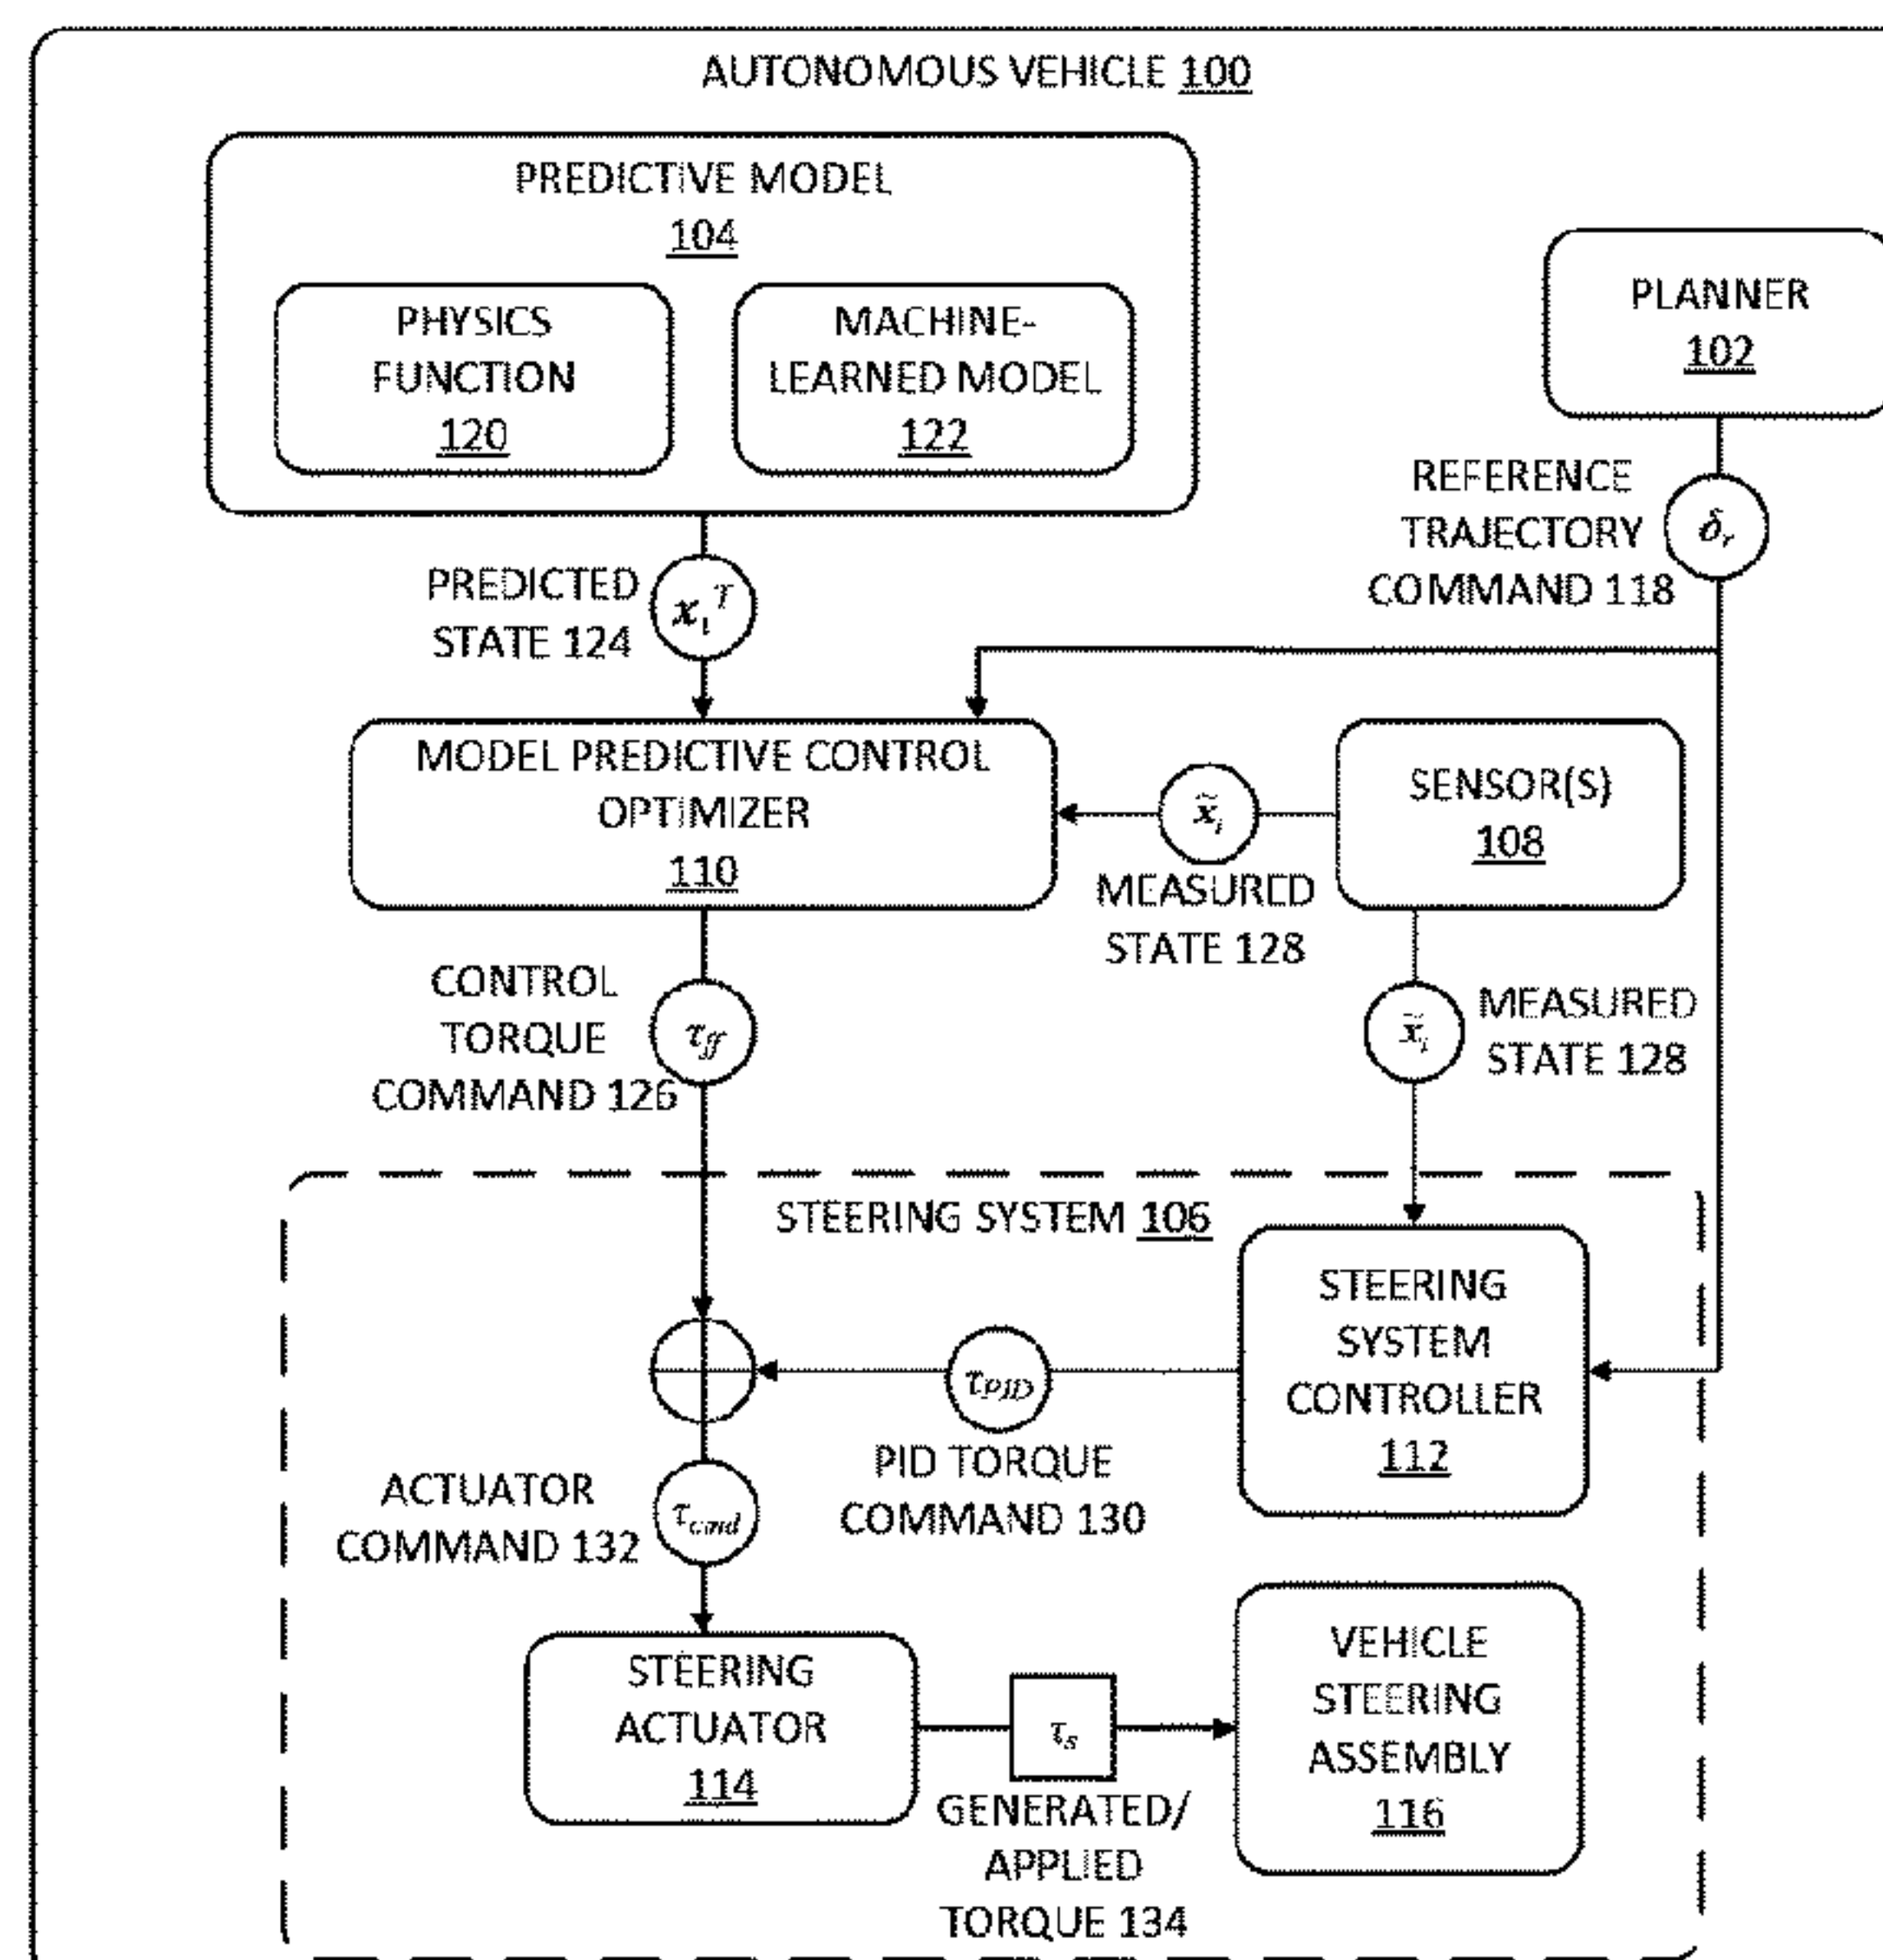 AUTONOMOUS VEHICLE 100
PREDICTIVE MODEL
104
PHYSICS
FUNCTION
120
MACHINE-
LEARNED MODEL
122
PLANNER
102
REFERENCE
TRAJECTORY
COMMAND 118
δr
PREDICTED
STATE 124
x₁ᵀ
MODEL PREDICTIVE CONTROL
OPTIMIZER
110
x̃ᵢ
MEASURED
STATE 128
SENSOR(S)
108
CONTROL
TORQUE
COMMAND 126
τff
x̃ᵢ
MEASURED
STATE 128
STEERING SYSTEM 106
STEERING
SYSTEM
CONTROLLER
112
τPID
PID TORQUE
COMMAND 130
ACTUATOR
COMMAND 132
τcmd
STEERING
ACTUATOR
114
τs
GENERATED/
APPLIED
TORQUE 134
VEHICLE
STEERING
ASSEMBLY
116